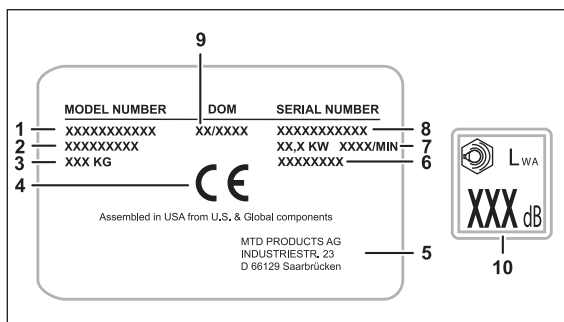 9
MODEL NUMBER DOM SERIAL NUMBER
1 XXXXXXXXXXX XX/XXXX XXXXXXXXXXX 8
2 XXXXXXXXX XX,X KW XXXX/MIN 7
3 XXX KG XXXXXXXX 6
4 CE
Assembled in USA from U.S. & Global components
MTD PRODUCTS AG
INDUSTRIESTR. 23 5
D 66129 Saarbrücken
LWA
XXX dB
10